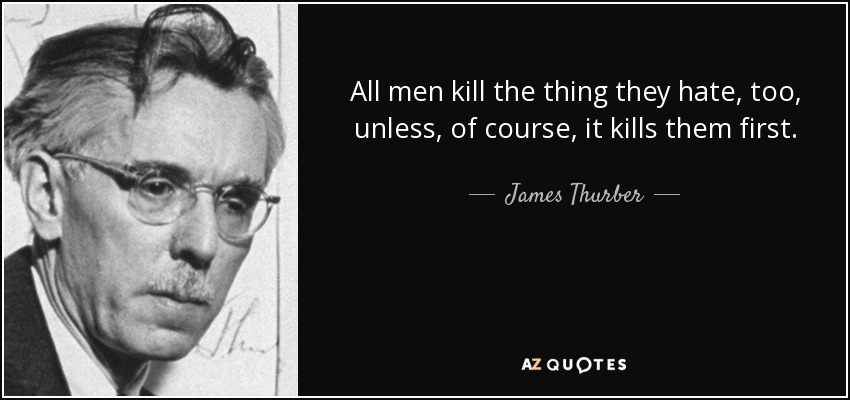 All men kill the thing they hate, too,
unless, of course, it kills them first.
James Thurber
AZ QUOTES